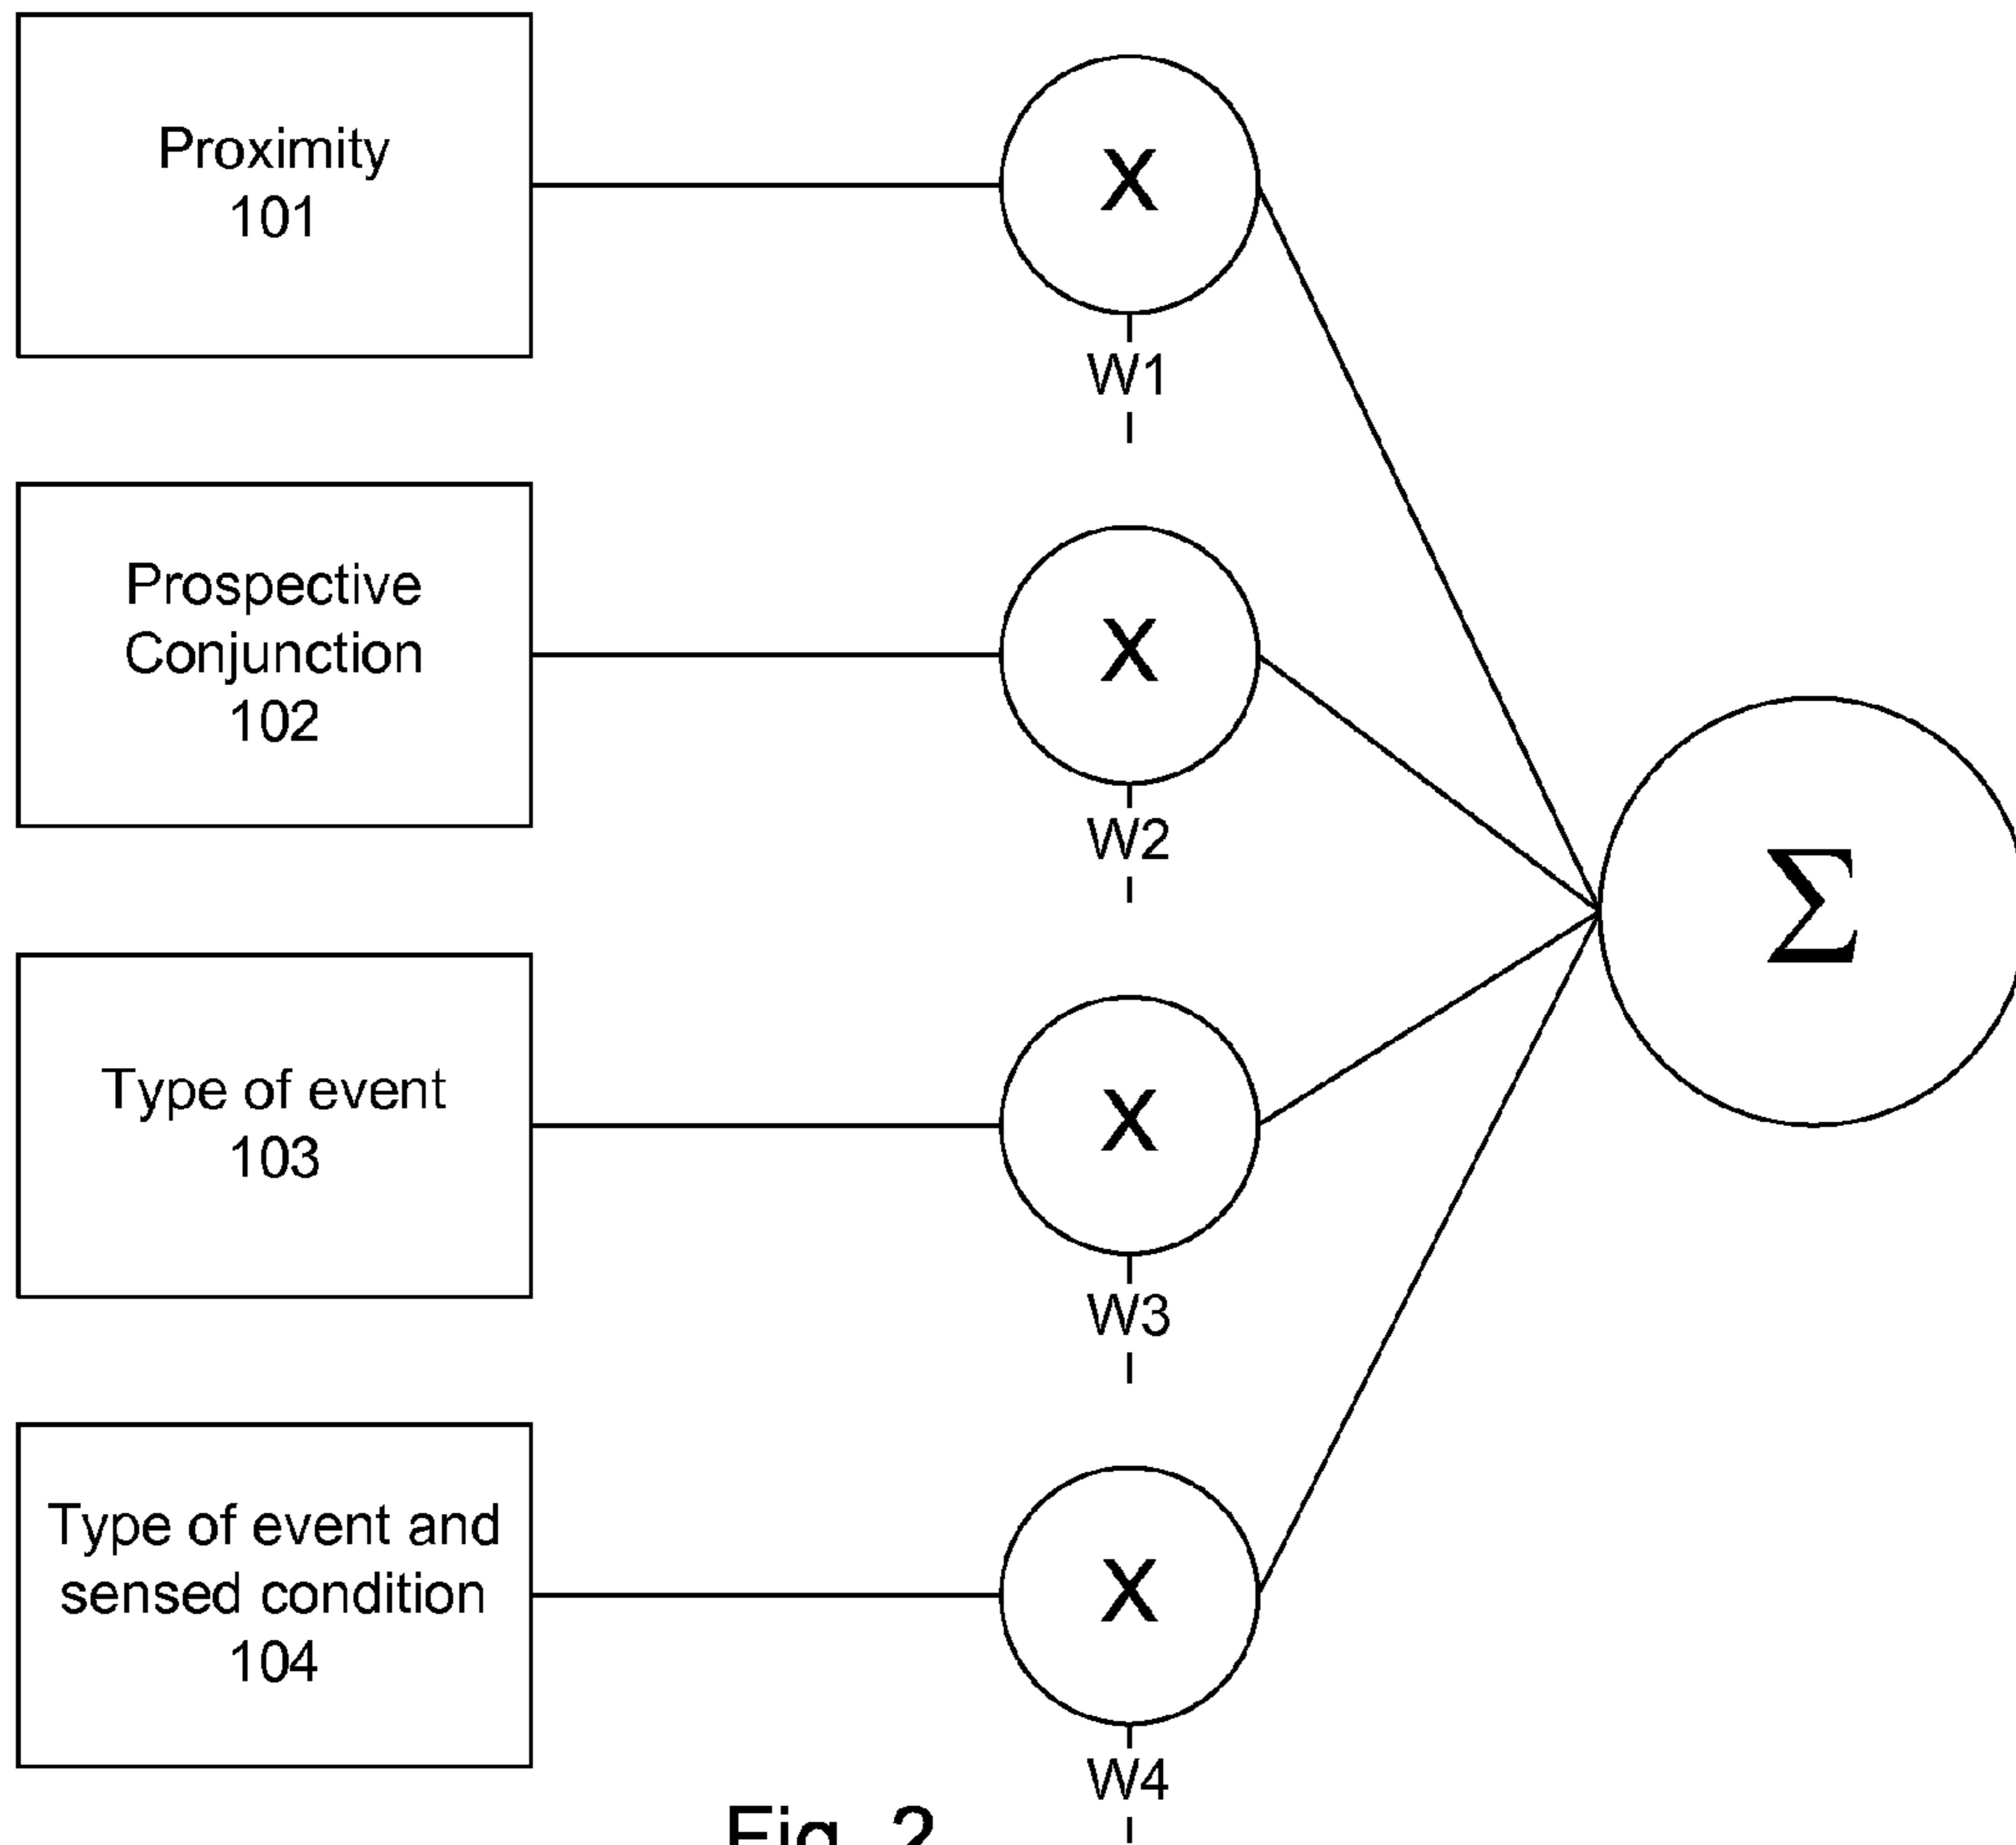 Proximity
101
X
W1
Prospective
Conjunction
102
X
W2
Σ
Type of event
103
X
W3
Type of event and
sensed condition
104
X
W4
Fig. 2